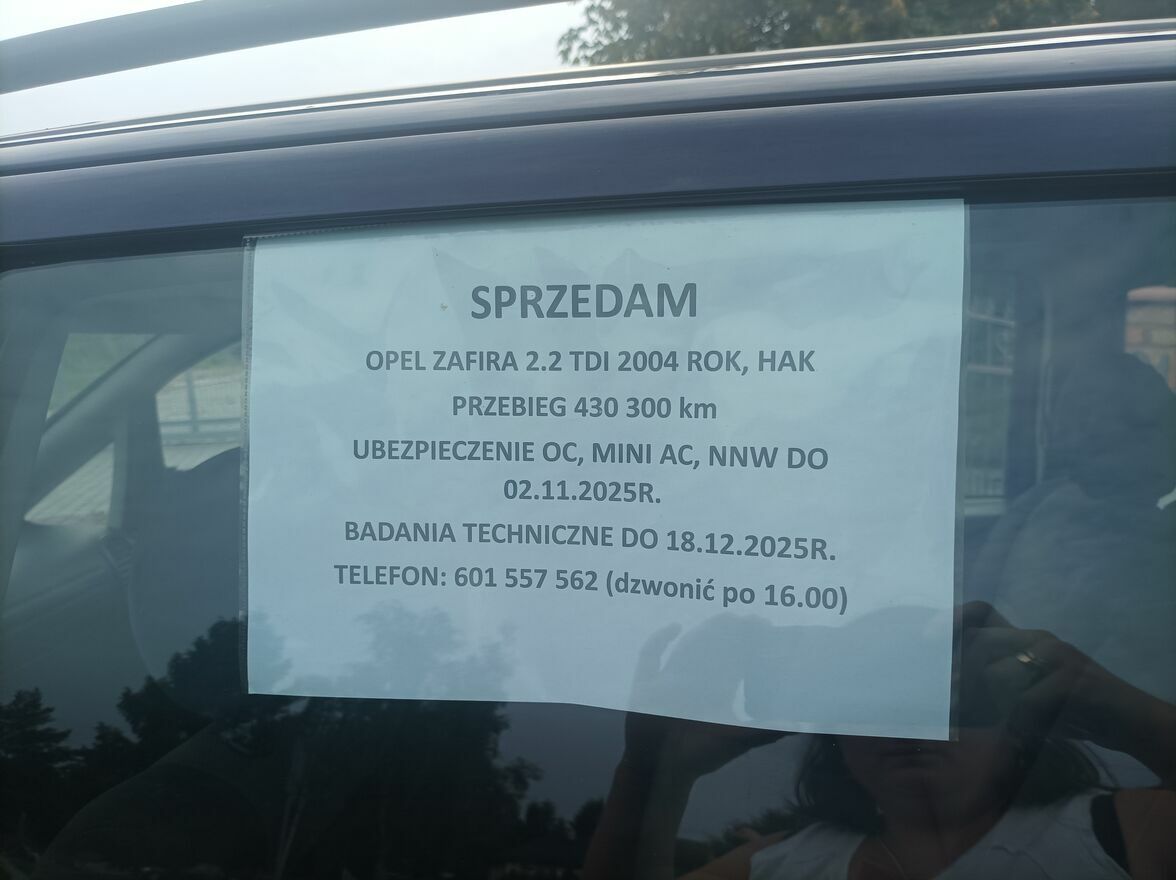 SPRZEDAM
OPEL ZAFIRA 2.2 TDI 2004 ROK, HAK
PRZEBIEG 430 300 km
UBEZPIECZENIE OC, MINI AC, NNW DO
02.11.2025R.
BADANIA TECHNICZNE DO 18.12.2025R.
TELEFON: 601 557 562 (dzwonić po 16.00)